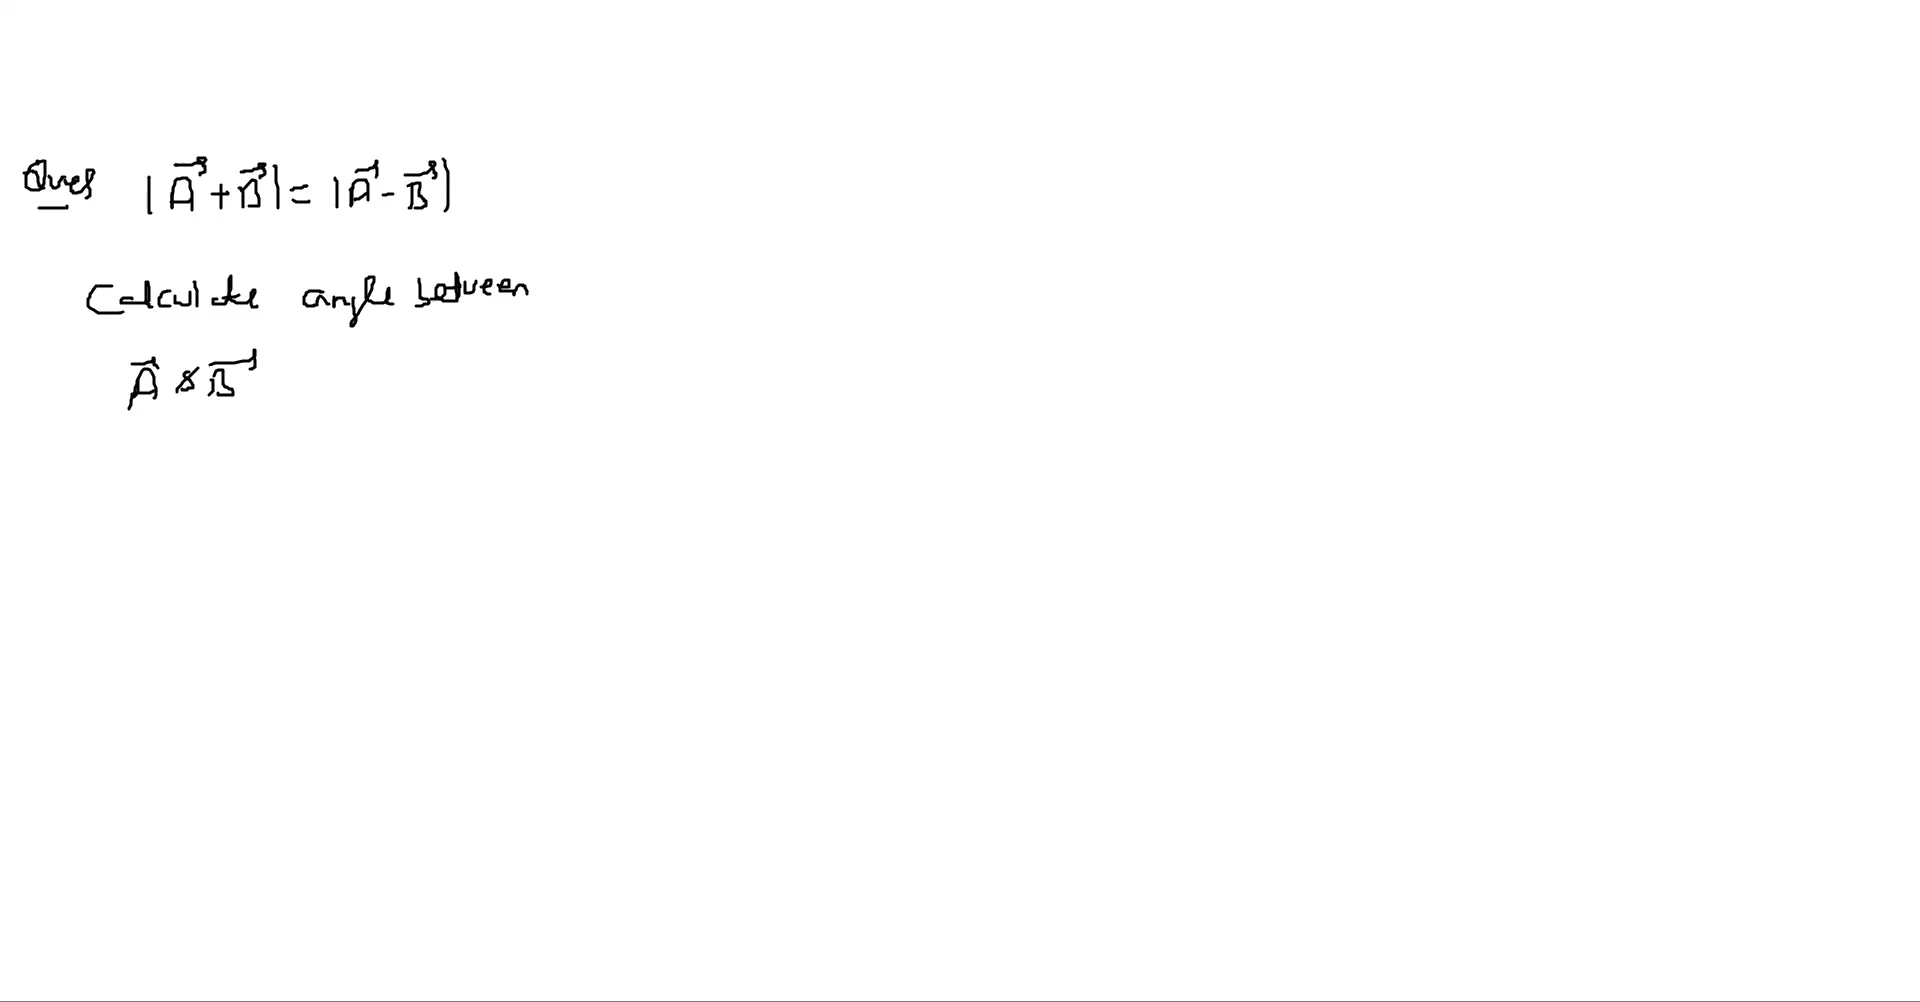 Ques |A⃗+B⃗|= |A⃗-B⃗|
Calculate angle between
A⃗ & B⃗